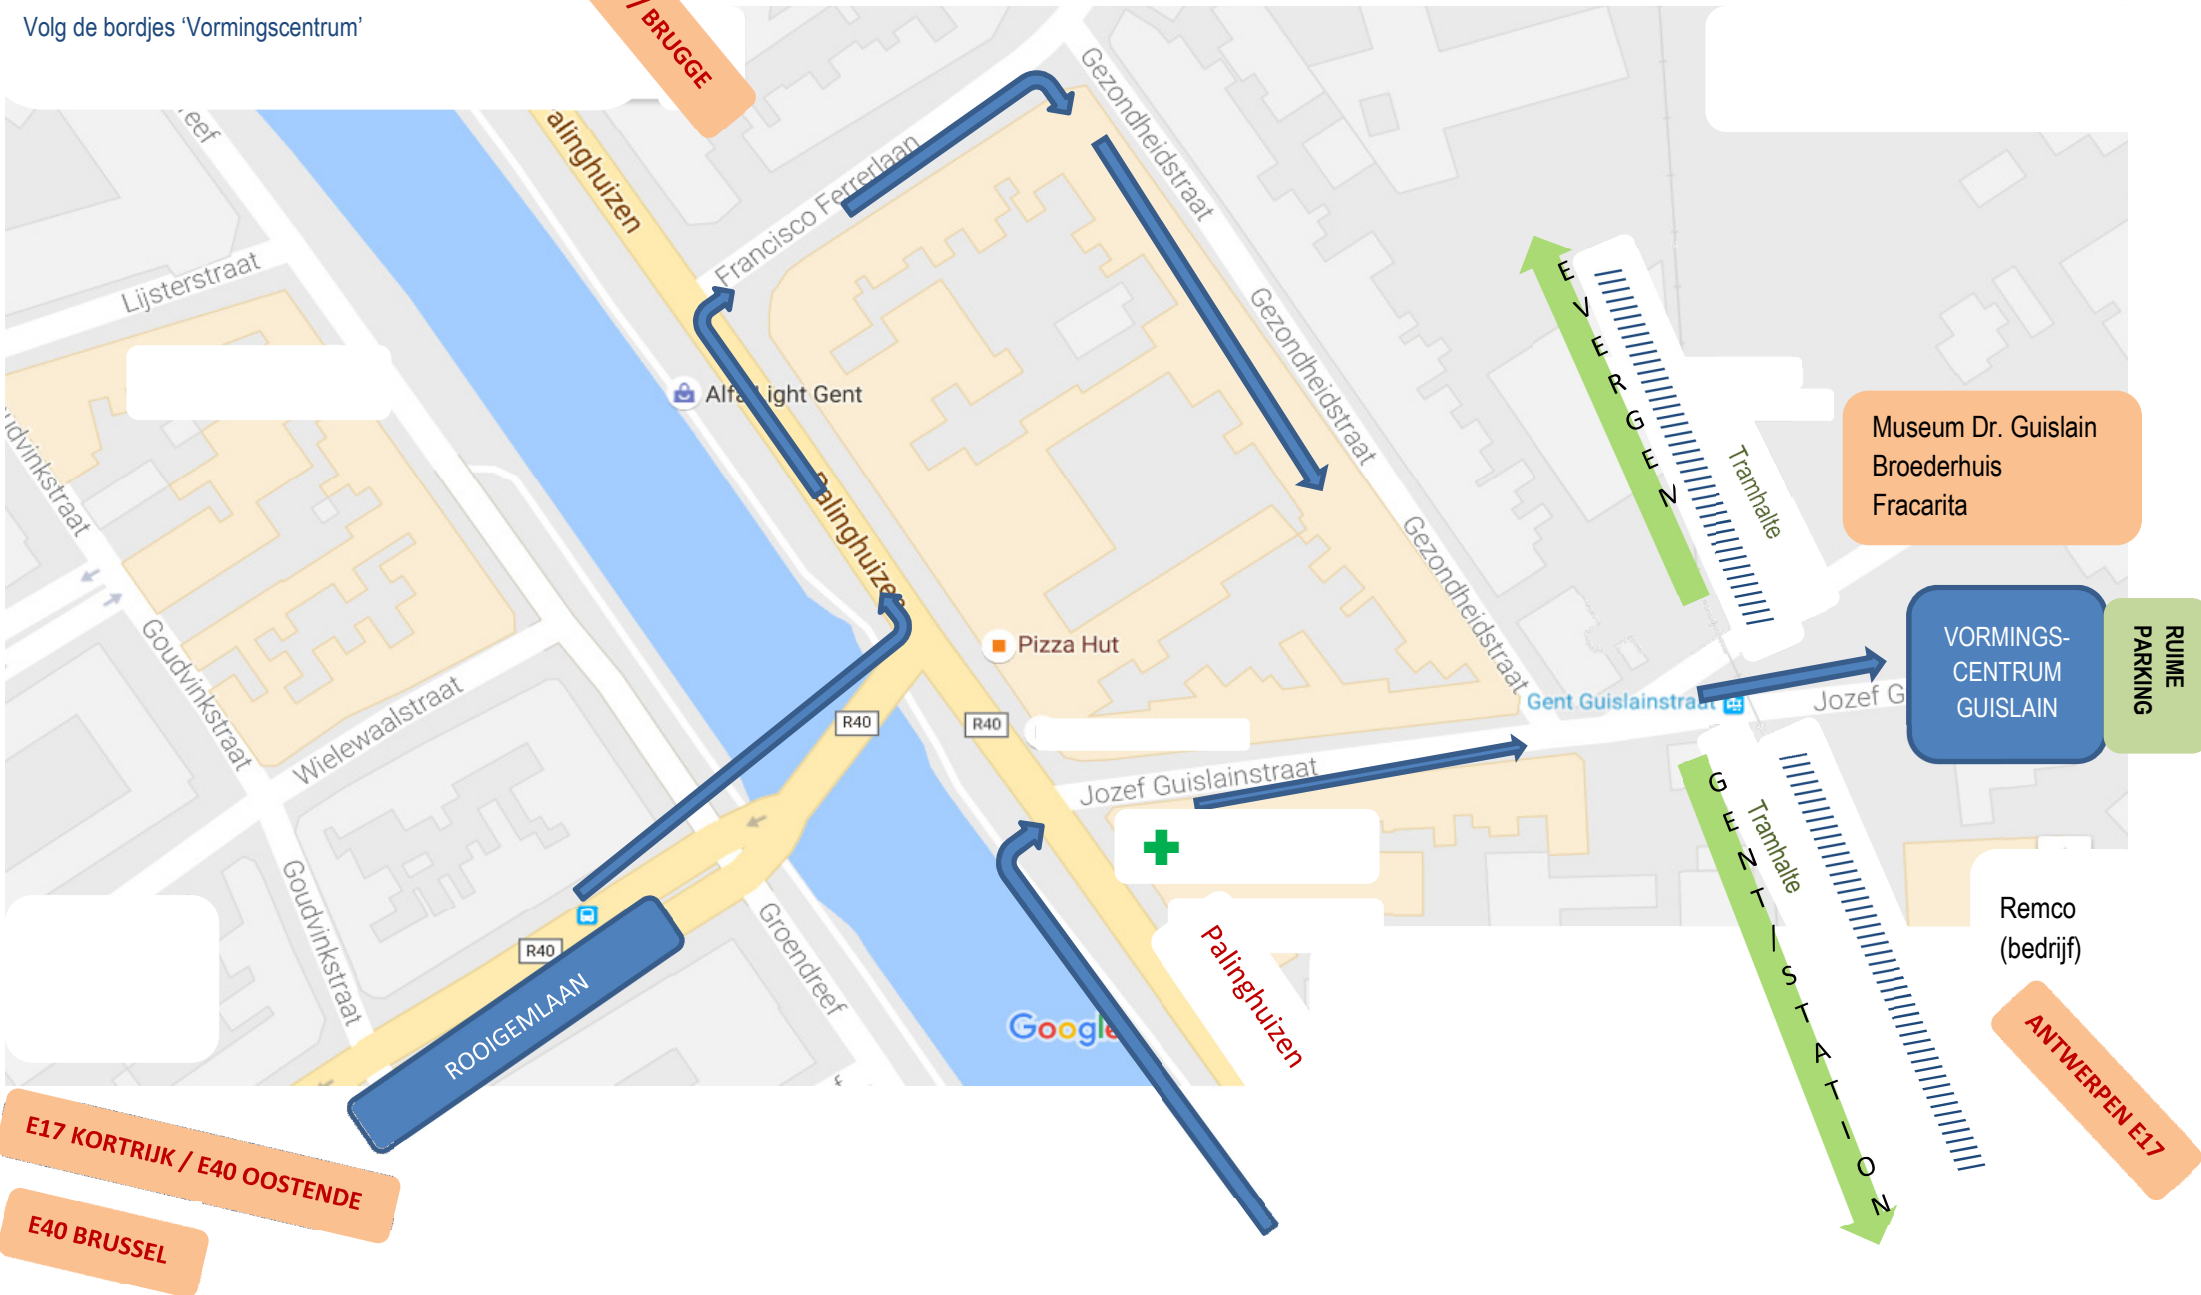 Volg de bordjes ‘Vormingscentrum’
/ BRUGGE
eef
alinghuizen
Francisco Ferrerlaan
Gezondheidstraat
Lijsterstraat
Gezondheidstraat
EVERGEN
Alfa Light Gent
Tramhalte
Museum Dr. Guislain
Broederhuis
Fracarita
oudvinkstraat
Palinghuizen
Gezondheidstraat
Goudvinkstraat
Pizza Hut
Wielewaalstraat
R40
R40
Gent Guislainstraat
Jozef G
VORMINGS-
CENTRUM
GUISLAIN
RUIME
PARKING
Jozef Guislainstraat
GENT STATION
Tramhalte
Goudvinkstraat
Groendreef
R40
ROOIGEMLAAN
Google
Palinghuizen
Remco
(bedrijf)
ANTWERPEN E17
E17 KORTRIJK / E40 OOSTENDE
E40 BRUSSEL